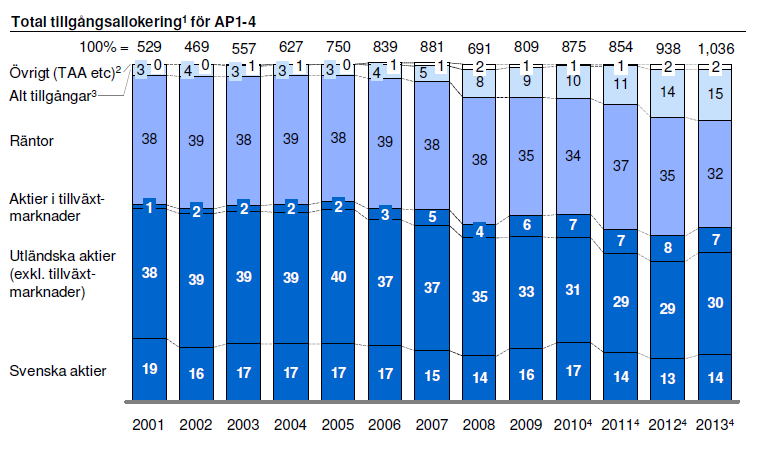 Total tillgångsallokering¹ för AP1-4
100% = 529 469 557 627 750 839 881 691 809 875 854 938 1,036
Övrigt (TAA etc)² 0 0 1 1 0 1 1 2 1 1 1 2 2
Alt tillgångar³ 3 4 3 3 3 4 5 8 9 10 11 14 15
Räntor 38 39 38 39 38 39 38 38 35 34 37 35 32
Aktier i tillväxt-
marknader 1 2 2 2 2 3 5 4 6 7 7 8 7
Utländska aktier
(exkl. tillväxt-
marknader) 38 39 39 39 40 37 37 35 33 31 29 29 30
Svenska aktier 19 16 17 17 17 17 15 14 16 17 14 13 14
2001 2002 2003 2004 2005 2006 2007 2008 2009 2010⁴ 2011⁴ 2012⁴ 2013⁴